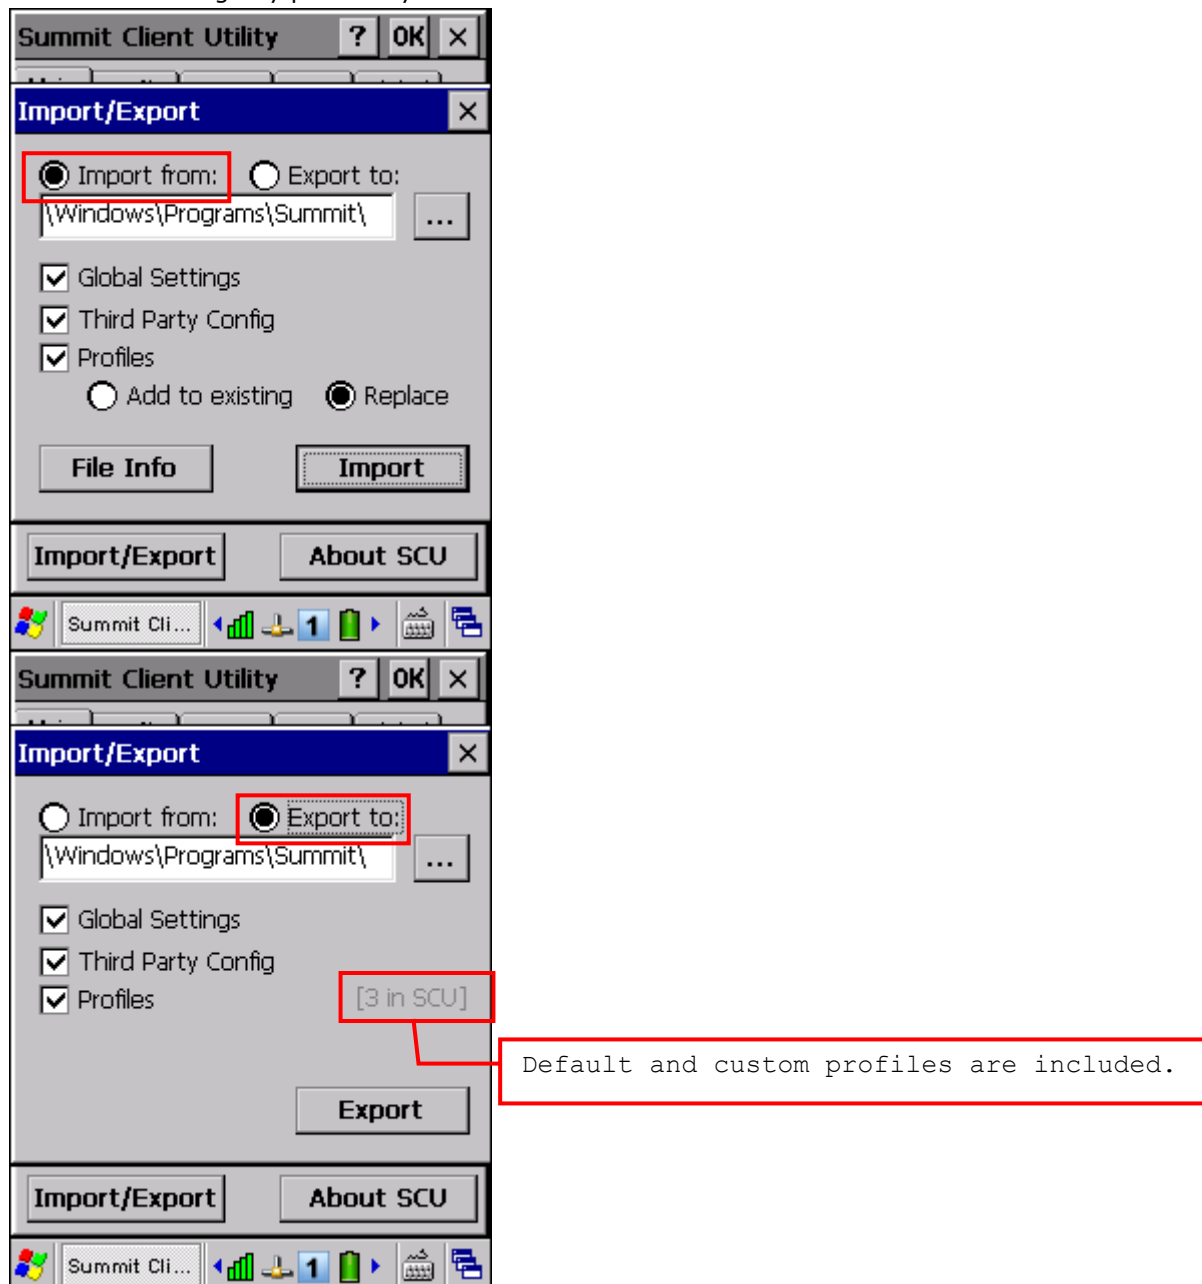 Summit Client Utility ? OK ×
Import/Export ×
Import from: Export to:
\Windows\Programs\Summit\ ...
Global Settings
Third Party Config
Profiles
Add to existing Replace
File Info Import
Import/Export About SCU
Summit Cli... 1
Summit Client Utility ? OK ×
Import/Export ×
Import from: Export to:
\Windows\Programs\Summit\ ...
Global Settings
Third Party Config
Profiles [3 in SCU]
Default and custom profiles are included.
Export
Import/Export About SCU
Summit Cli... 1